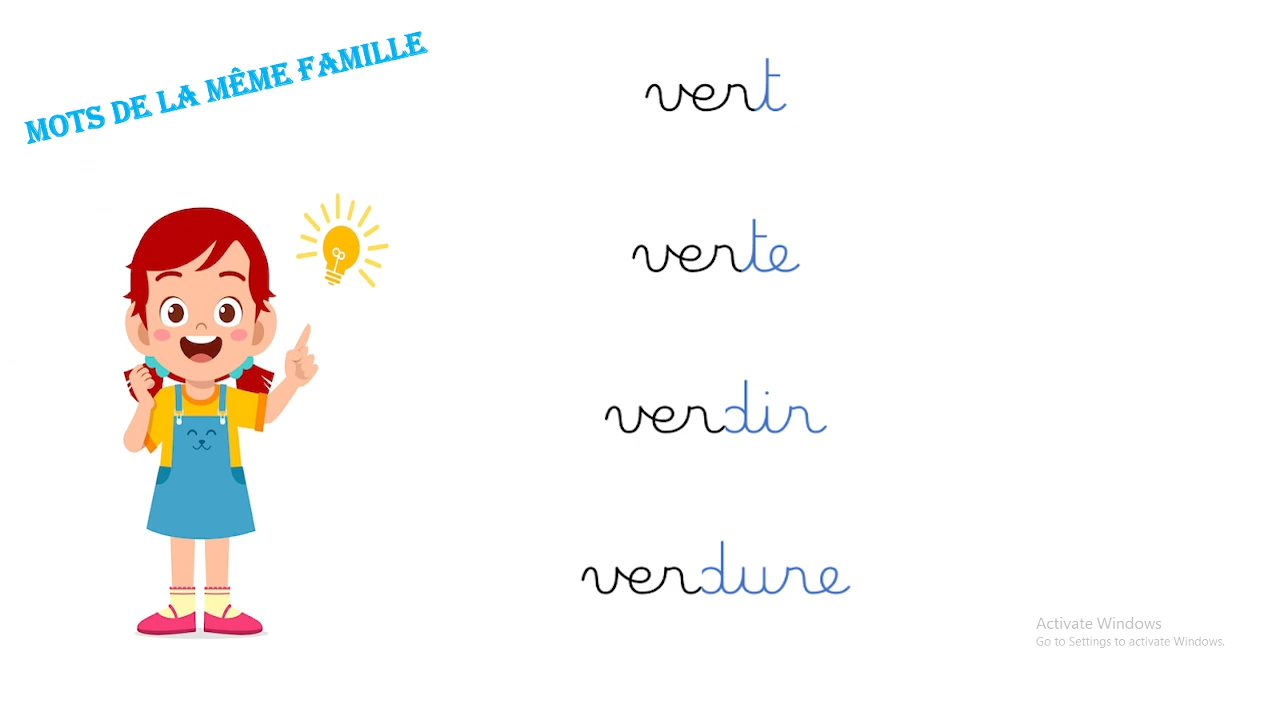 MOTS DE LA MÊME FAMILLE
vert
verte
verdir
verdure
Activate Windows
Go to Settings to activate Windows.